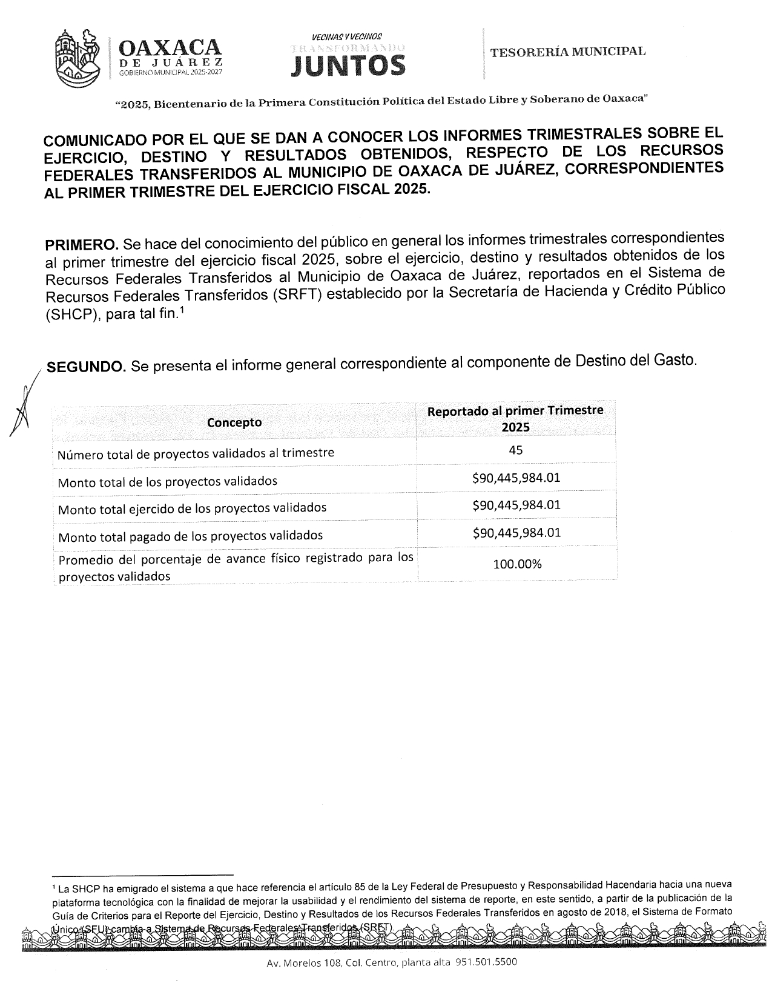 OAXACA
DE JUÁREZ
GOBIERNO MUNICIPAL 2025-2027
VECINAS Y VECINOS
TRANSFORMANDO
JUNTOS
TESORERÍA MUNICIPAL
“2025, Bicentenario de la Primera Constitución Política del Estado Libre y Soberano de Oaxaca"
COMUNICADO POR EL QUE SE DAN A CONOCER LOS INFORMES TRIMESTRALES SOBRE EL
EJERCICIO, DESTINO Y RESULTADOS OBTENIDOS, RESPECTO DE LOS RECURSOS
FEDERALES TRANSFERIDOS AL MUNICIPIO DE OAXACA DE JUÁREZ, CORRESPONDIENTES
AL PRIMER TRIMESTRE DEL EJERCICIO FISCAL 2025.
PRIMERO. Se hace del conocimiento del público en general los informes trimestrales correspondientes
al primer trimestre del ejercicio fiscal 2025, sobre el ejercicio, destino y resultados obtenidos de los
Recursos Federales Transferidos al Municipio de Oaxaca de Juárez, reportados en el Sistema de
Recursos Federales Transferidos (SRFT) establecido por la Secretaría de Hacienda y Crédito Público
(SHCP), para tal fin.¹
SEGUNDO. Se presenta el informe general correspondiente al componente de Destino del Gasto.
Concepto
Reportado al primer Trimestre
2025
Número total de proyectos validados al trimestre
45
Monto total de los proyectos validados
$90,445,984.01
Monto total ejercido de los proyectos validados
$90,445,984.01
Monto total pagado de los proyectos validados
$90,445,984.01
Promedio del porcentaje de avance físico registrado para los
proyectos validados
100.00%
¹ La SHCP ha emigrado el sistema a que hace referencia el artículo 85 de la Ley Federal de Presupuesto y Responsabilidad Hacendaria hacia una nueva
plataforma tecnológica con la finalidad de mejorar la usabilidad y el rendimiento del sistema de reporte, en este sentido, a partir de la publicación de la
Guía de Criterios para el Reporte del Ejercicio, Destino y Resultados de los Recursos Federales Transferidos en agosto de 2018, el Sistema de Formato
Único (SFU) cambia a Sistema de Recursos Federales Transferidos (SRFT).
Av. Morelos 108, Col. Centro, planta alta 951.501.5500